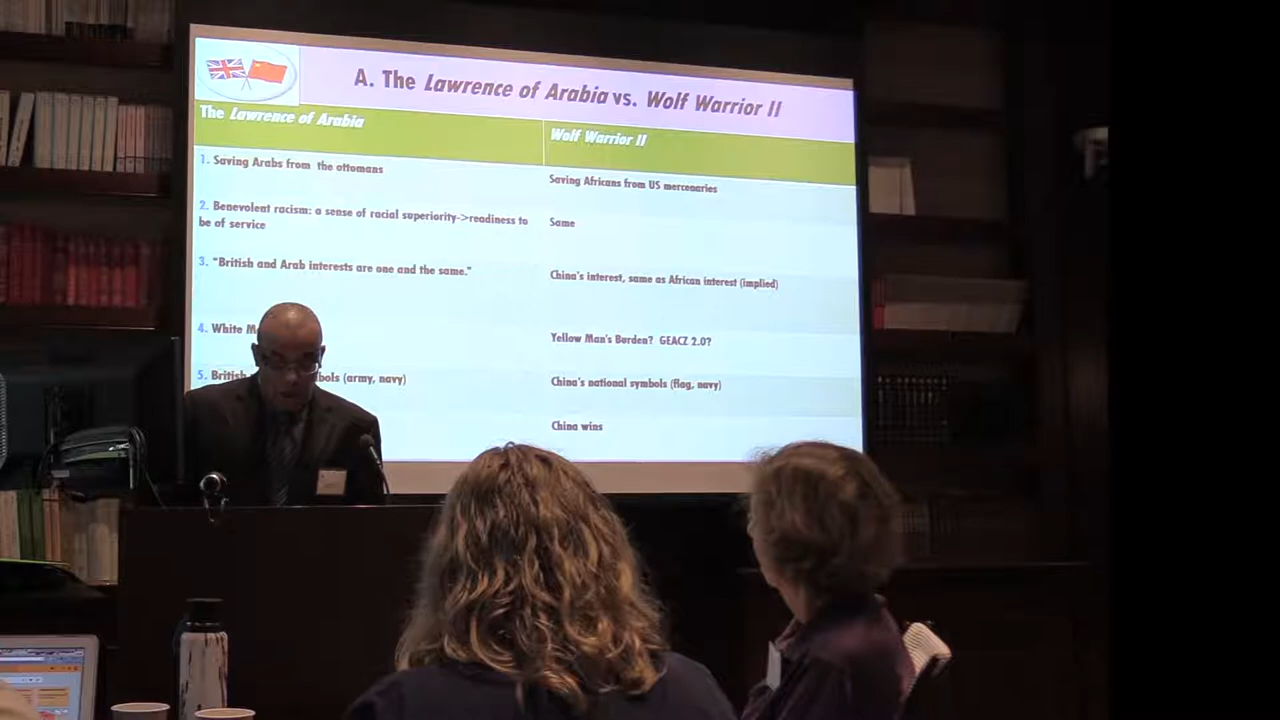 A. The Lawrence of Arabia vs. Wolf Warrior II
The Lawrence of Arabia
Wolf Warrior II
1. Saving Arabs from the ottomans
Saving Africans from US mercenaries
2. Benevolent racism: a sense of racial superiority->readiness to
be of service
Same
3. "British and Arab interests are one and the same."
China's interest, same as African interest (implied)
4. White
Yellow Man's Burden? GEACZ 2.0?
5. British (army, navy)
China's national symbols (flag, navy)
China wins